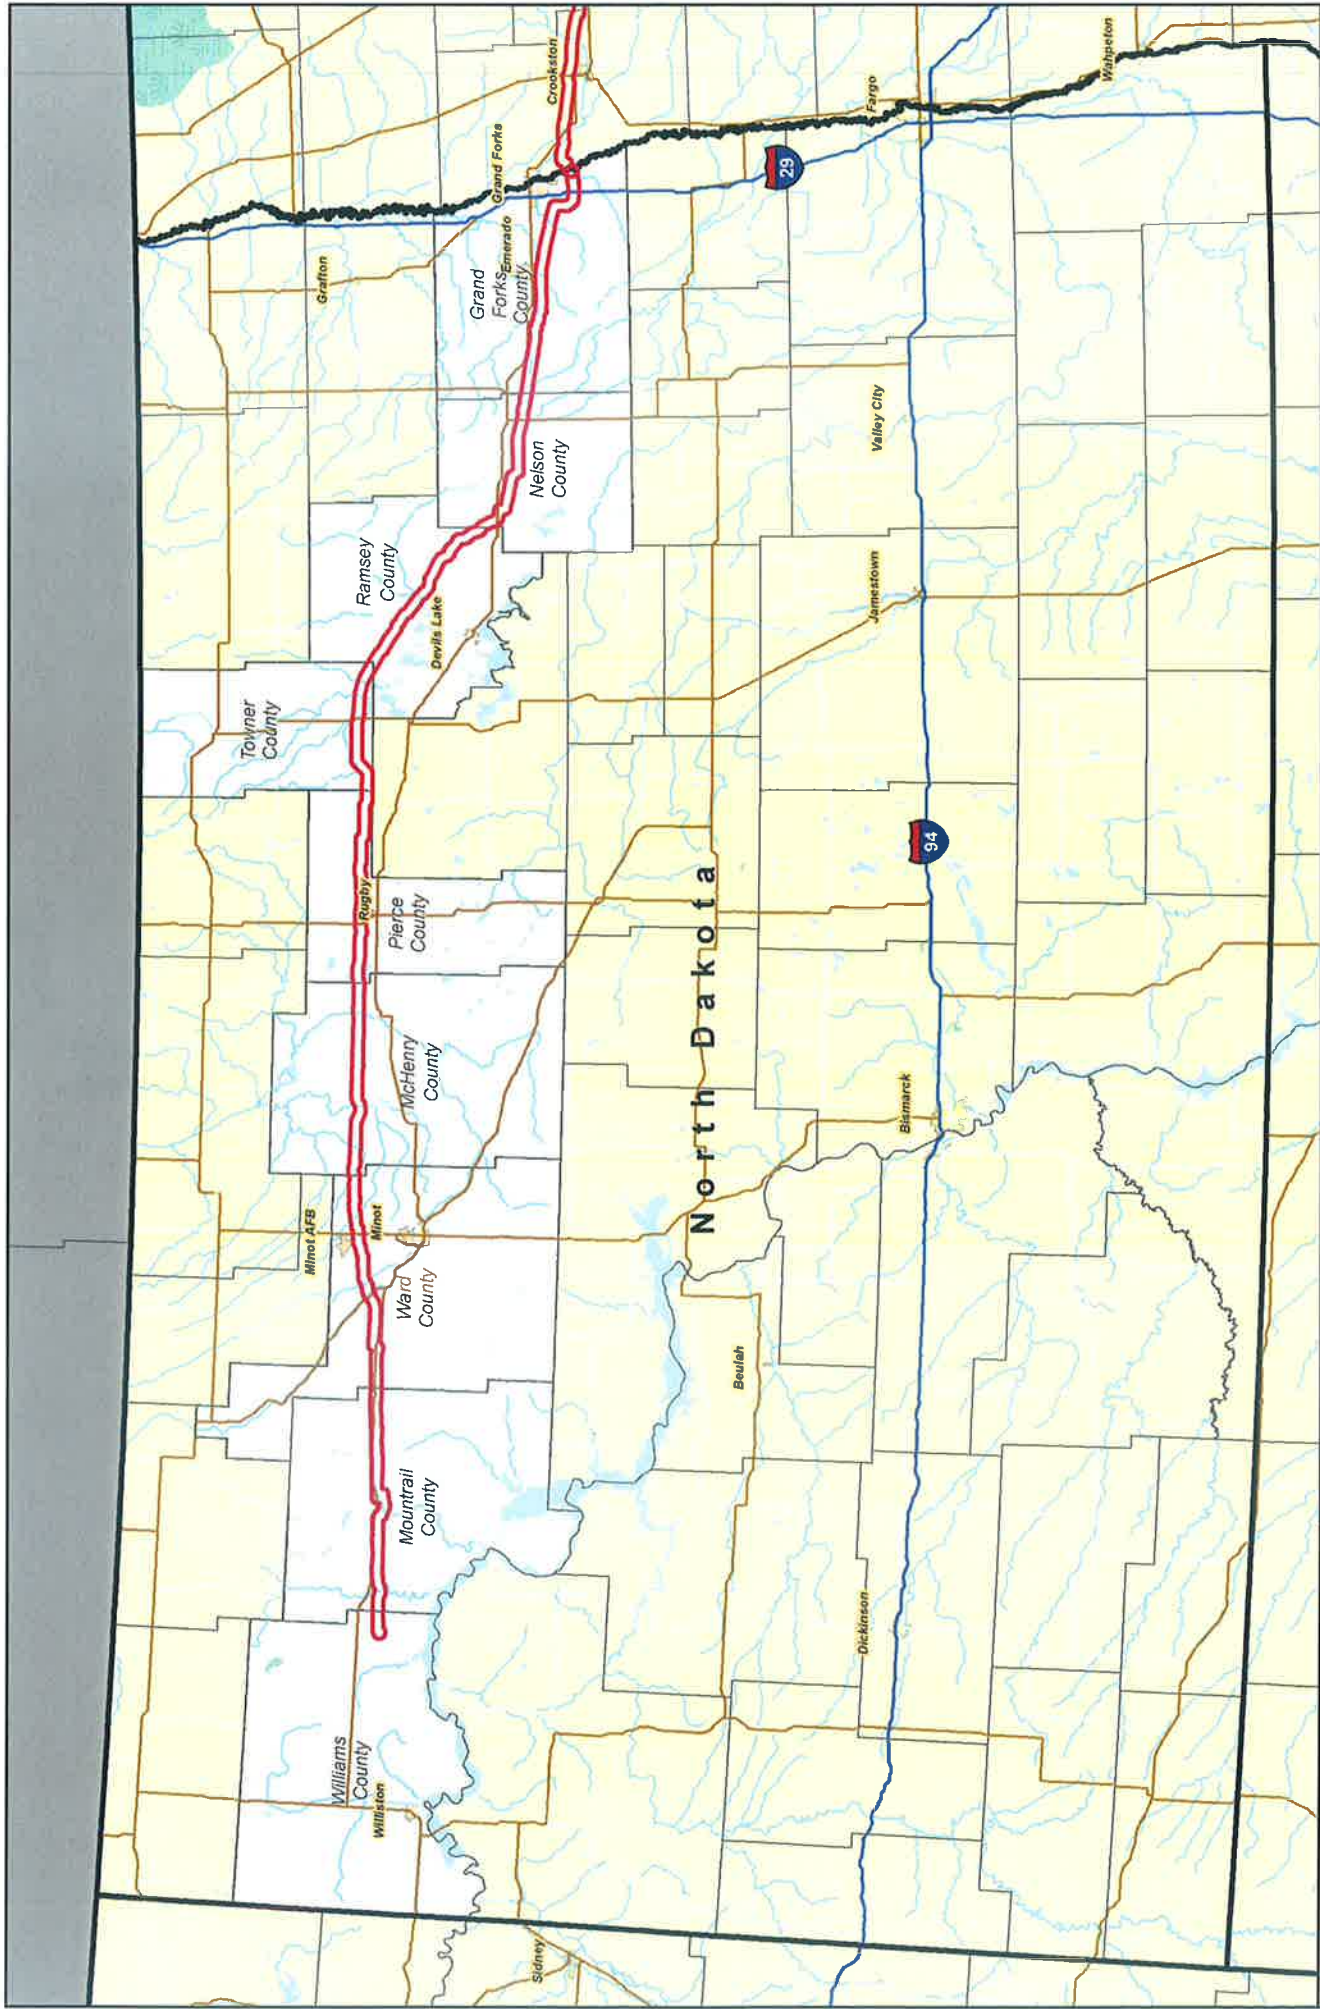 Crookston
Grand Forks
Emerado
Grafton
Grand
Forks
County
Nelson
County
Ramsey
County
Devils Lake
Towner
County
Rugby
Pierce
County
McHenry
County
Minot AFB
Minot
Ward
County
Mountrail
County
Williams
County
Williston
Sidney
North Dakota
Wahpeton
Fargo
29
Valley City
Jamestown
94
Bismarck
Beulah
Dickinson